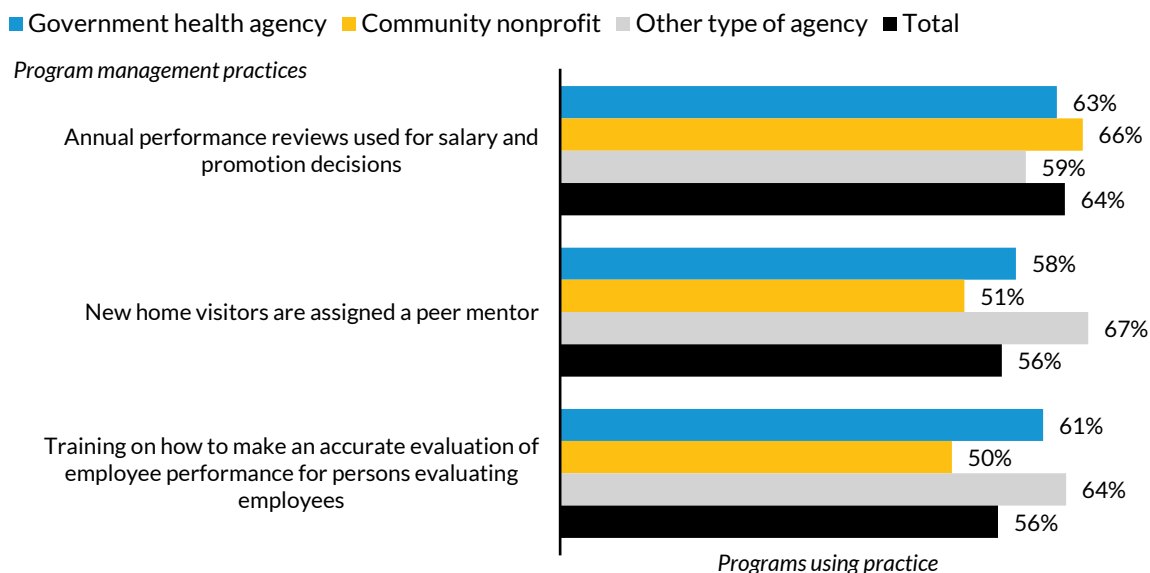 Government health agency Community nonprofit Other type of agency Total
Program management practices
Annual performance reviews used for salary and
promotion decisions
63%
66%
59%
64%
New home visitors are assigned a peer mentor
58%
51%
67%
56%
Training on how to make an accurate evaluation of
employee performance for persons evaluating
employees
61%
50%
64%
56%
Programs using practice